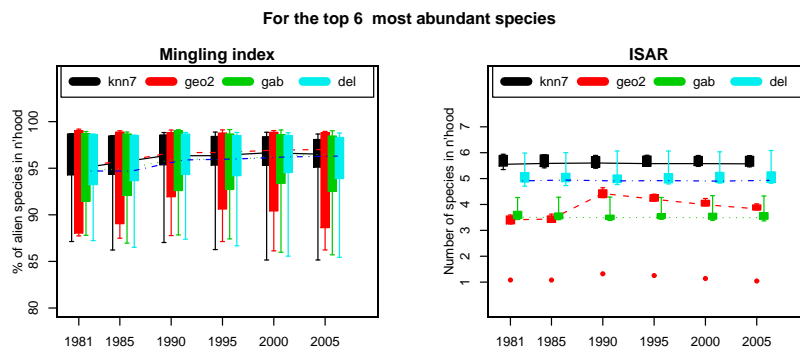 For the top 6 most abundant species
Mingling index
knn7 geo2 gab del
% of alien species in n'hood
100
95
90
85
80
1981 1985 1990 1995 2000 2005
ISAR
knn7 geo2 gab del
Number of species in n'hood
7
6
5
4
3
2
1
1981 1985 1990 1995 2000 2005